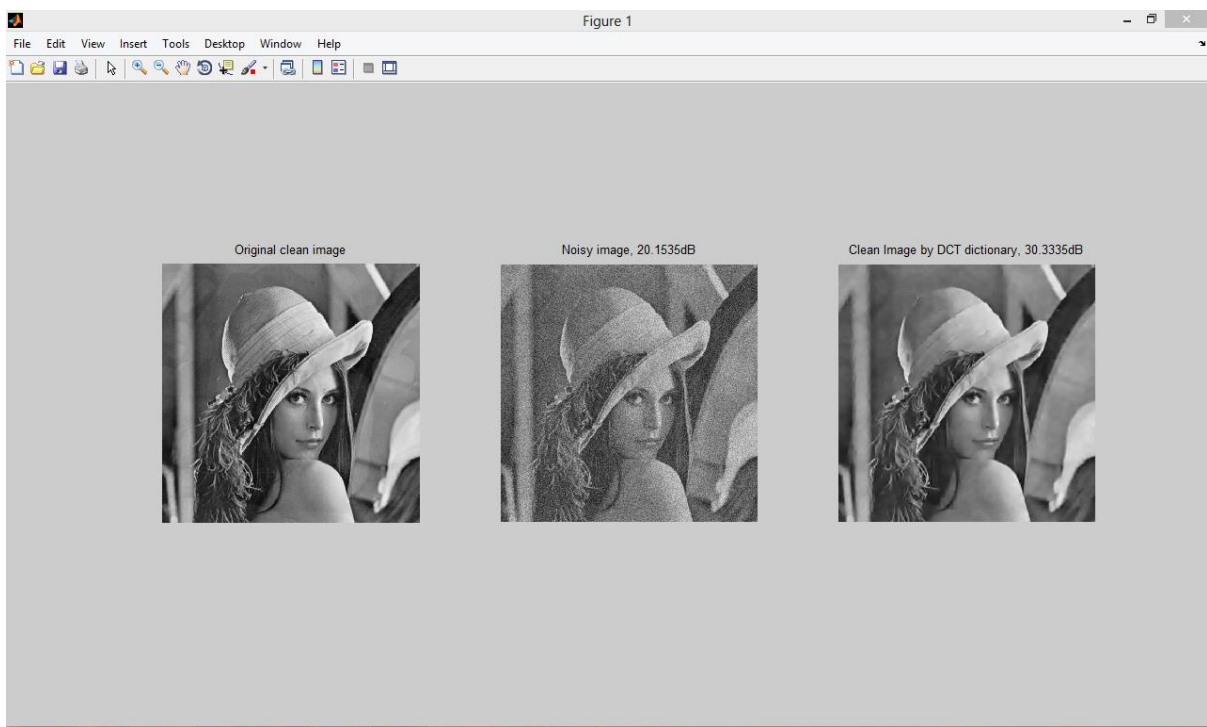 Figure 1
File Edit View Insert Tools Desktop Window Help
Original clean image
Noisy image, 20.1535dB
Clean Image by DCT dictionary, 30.3335dB